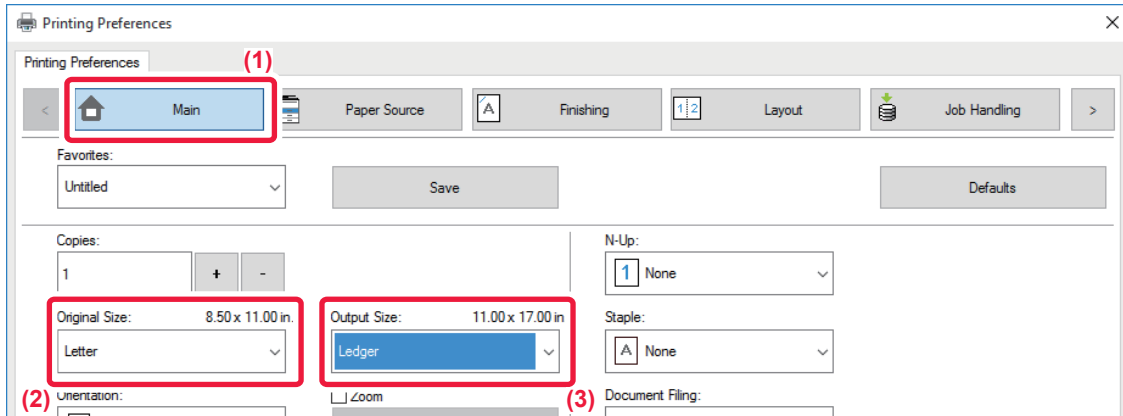 Printing Preferences
Printing Preferences
(1)
< Main Paper Source Finishing Layout Job Handling >
Favorites:
Untitled Save Defaults
Copies: N-Up:
1 + - 1 None
Original Size: 8.50 x 11.00 in. Output Size: 11.00 x 17.00 in Staple:
Letter Ledger A None
(2) Orientation: Zoom (3) Document Filing: